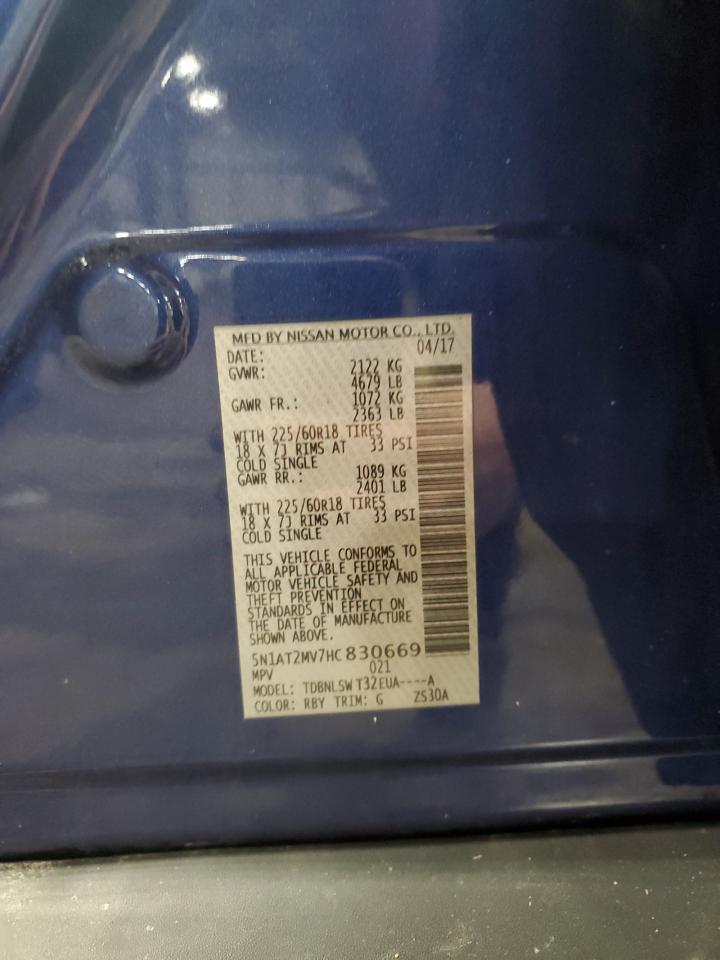 MFD BY NISSAN MOTOR CO., LTD.
DATE: 04/17
GVWR: 2122 KG
4679 LB
GAWR FR.: 1072 KG
2363 LB
WITH 225/60R18 TIRES
18 X 7J RIMS AT 33 PSI
COLD SINGLE
GAWR RR.: 1089 KG
2401 LB
WITH 225/60R18 TIRES
18 X 7J RIMS AT 33 PSI
COLD SINGLE
THIS VEHICLE CONFORMS TO
ALL APPLICABLE FEDERAL
MOTOR VEHICLE SAFETY AND
THEFT PREVENTION
STANDARDS IN EFFECT ON
THE DATE OF MANUFACTURE
SHOWN ABOVE.
5N1AT2MV7HC830669
MPV 021
MODEL: TDBNLSW T32EUA----A
COLOR: RBY TRIM: G ZS30A